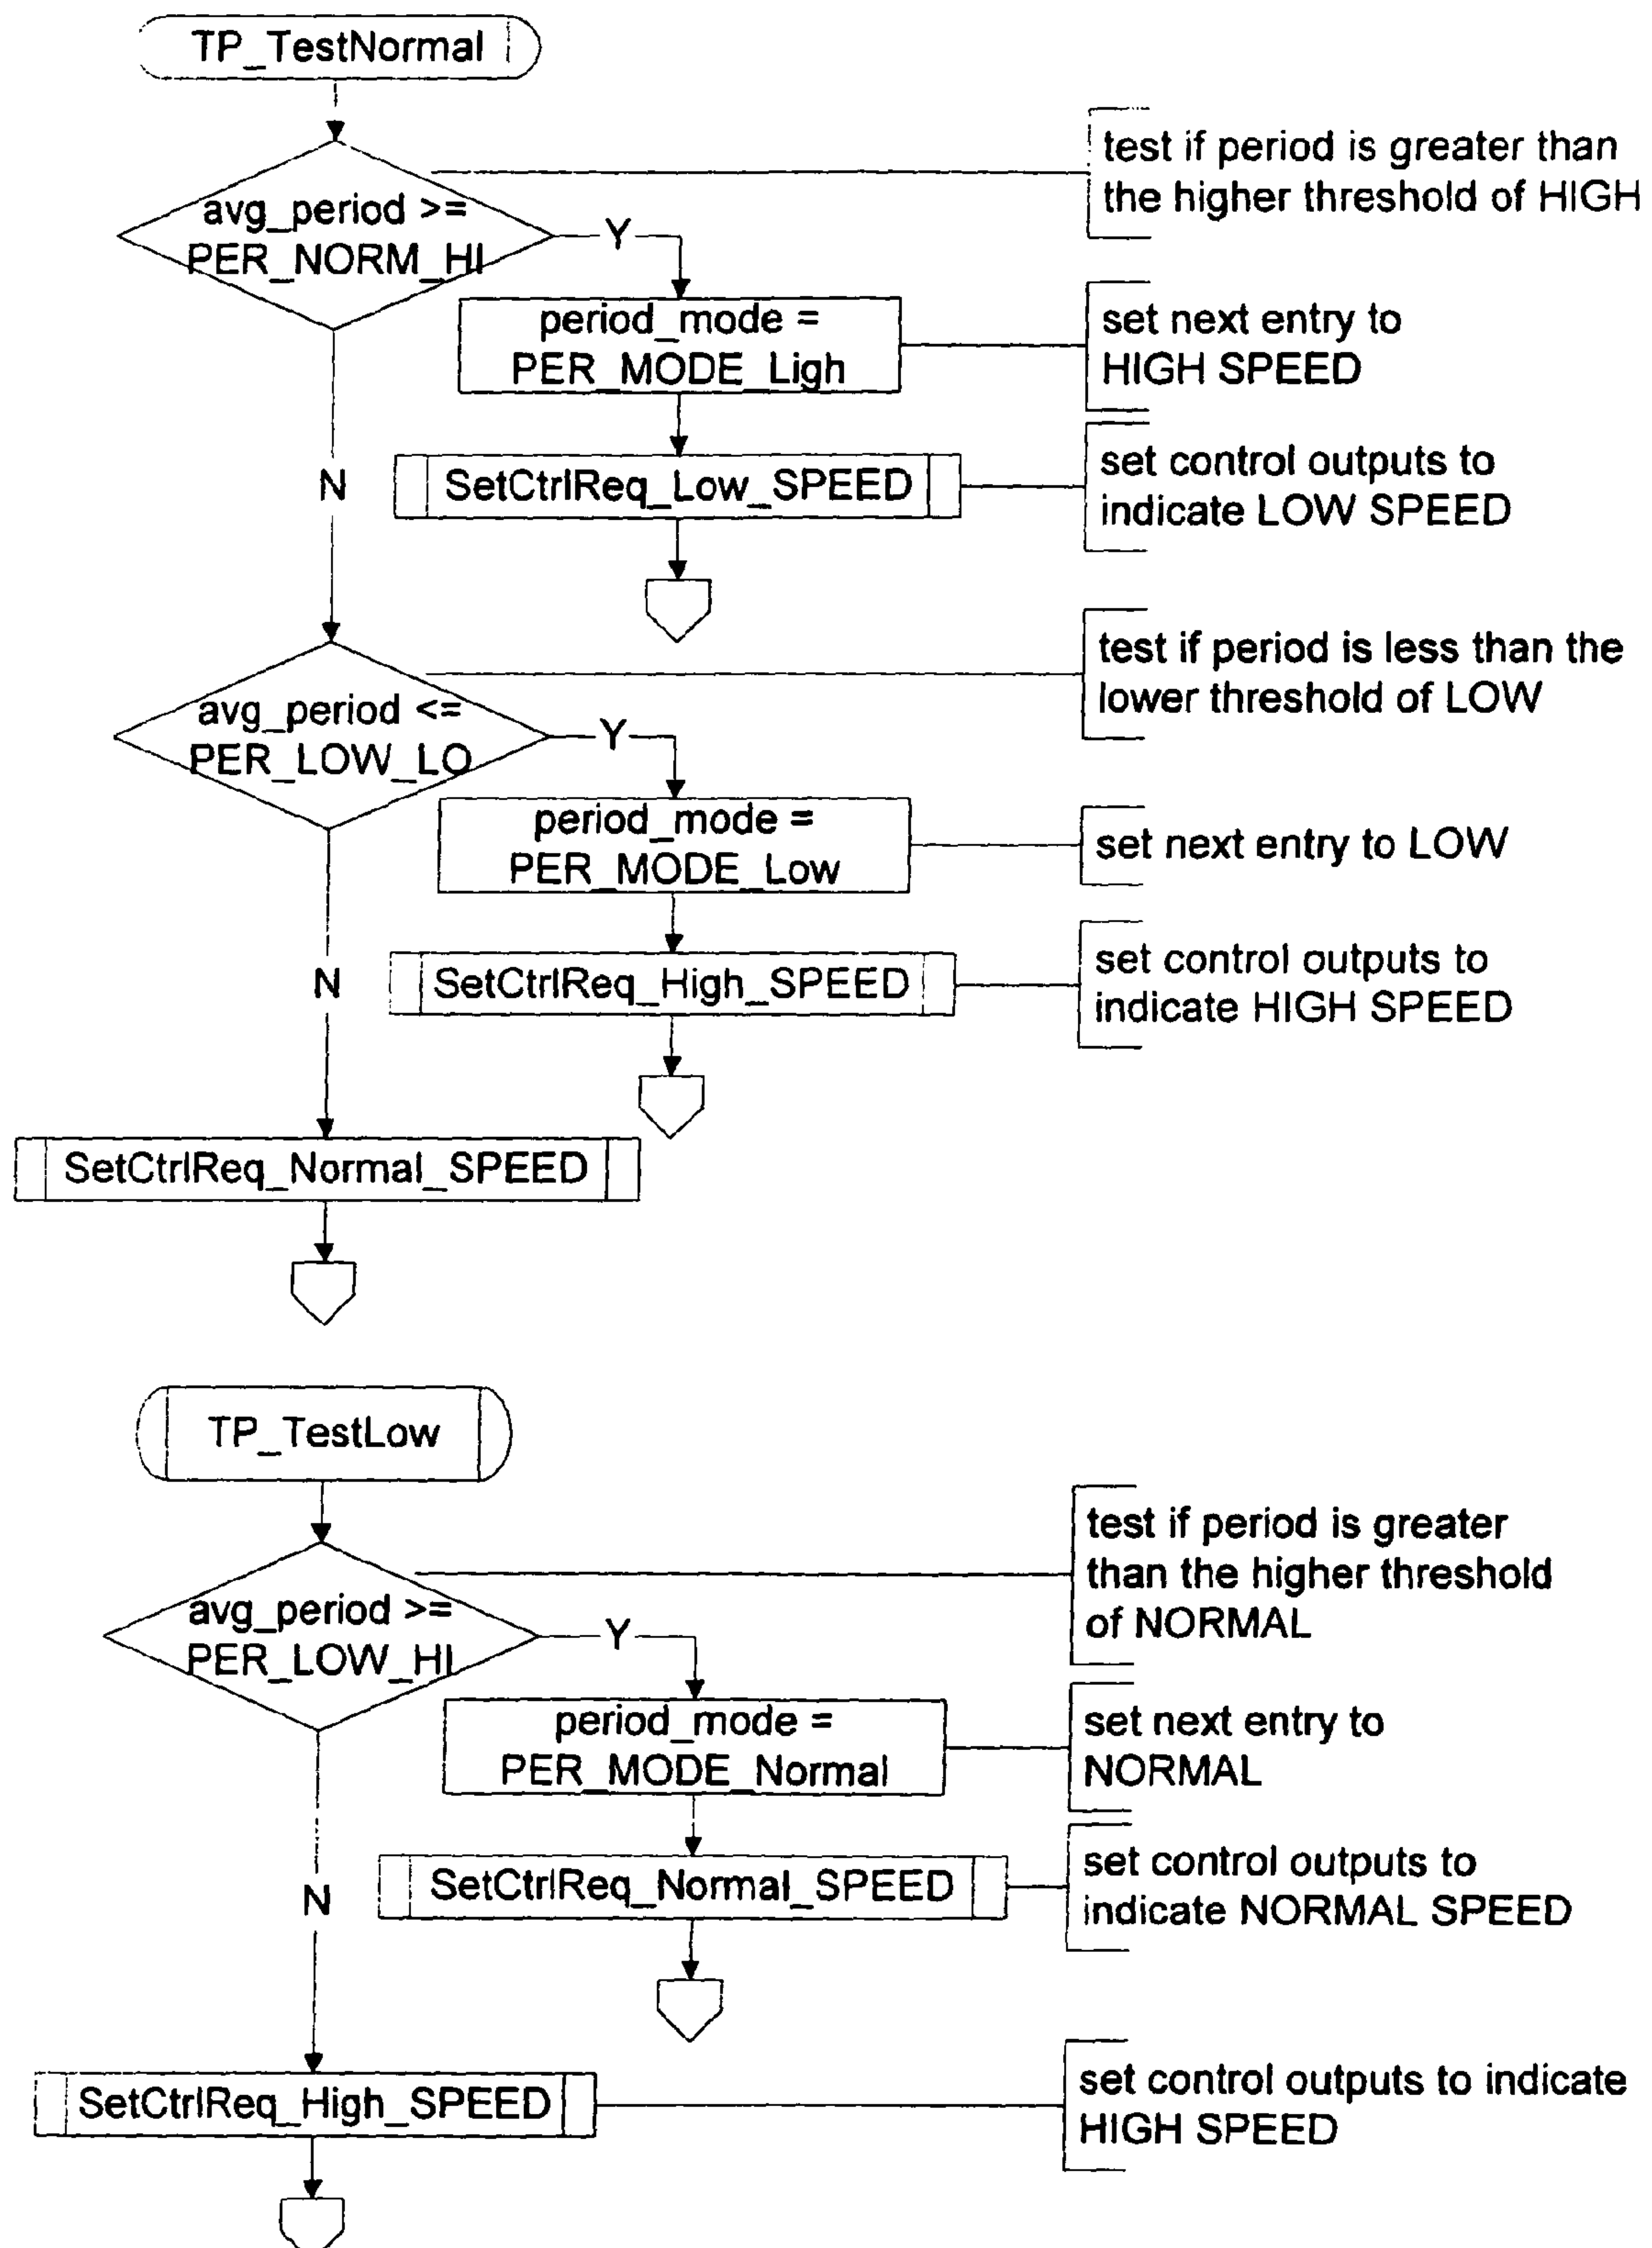 TP_TestNormal
test if period is greater than
the higher threshold of HIGH
avg_period >=
PER_NORM_HI
Y
period_mode =
PER_MODE_Ligh
set next entry to
HIGH SPEED
N
SetCtrlReq_Low_SPEED
set control outputs to
indicate LOW SPEED
test if period is less than the
lower threshold of LOW
avg_period <=
PER_LOW_LO
Y
period_mode =
PER_MODE_Low
set next entry to LOW
N
SetCtrlReq_High_SPEED
set control outputs to
indicate HIGH SPEED
SetCtrlReq_Normal_SPEED
TP_TestLow
test if period is greater
than the higher threshold
of NORMAL
avg_period >=
PER_LOW_HI
Y
period_mode =
PER_MODE_Normal
set next entry to
NORMAL
N
SetCtrlReq_Normal_SPEED
set control outputs to
indicate NORMAL SPEED
SetCtrlReq_High_SPEED
set control outputs to indicate
HIGH SPEED